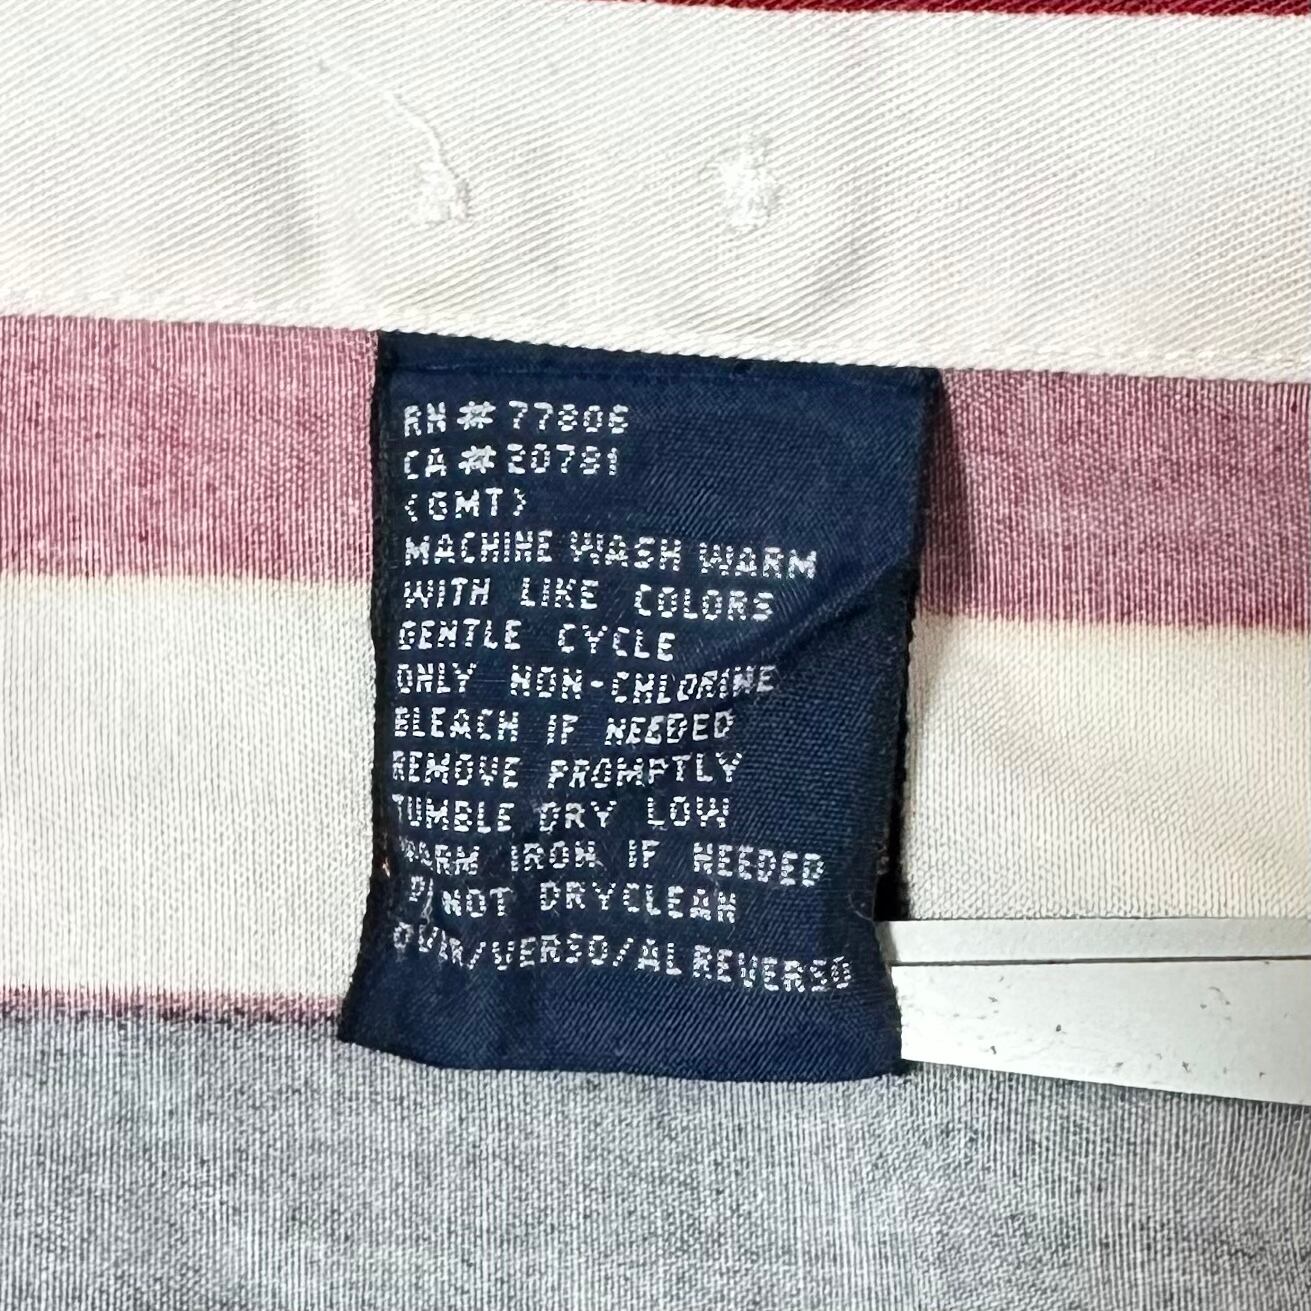 RN#77806
CA#20781
(GMT)
MACHINE WASH WARM
WITH LIKE COLORS
GENTLE CYCLE
ONLY NON-CHLORINE
BLEACH IF NEEDED
REMOVE PROMPTLY
TUMBLE DRY LOW
WARM IRON IF NEEDED
NOT DRYCLEAN
OVER/VERSO/AL REVERSO